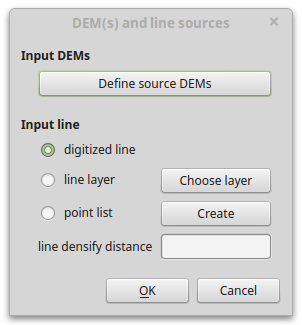 DEM(s) and line sources
Input DEMs
Define source DEMs
Input line
digitized line
line layer
Choose layer
point list
Create
line densify distance
OK
Cancel